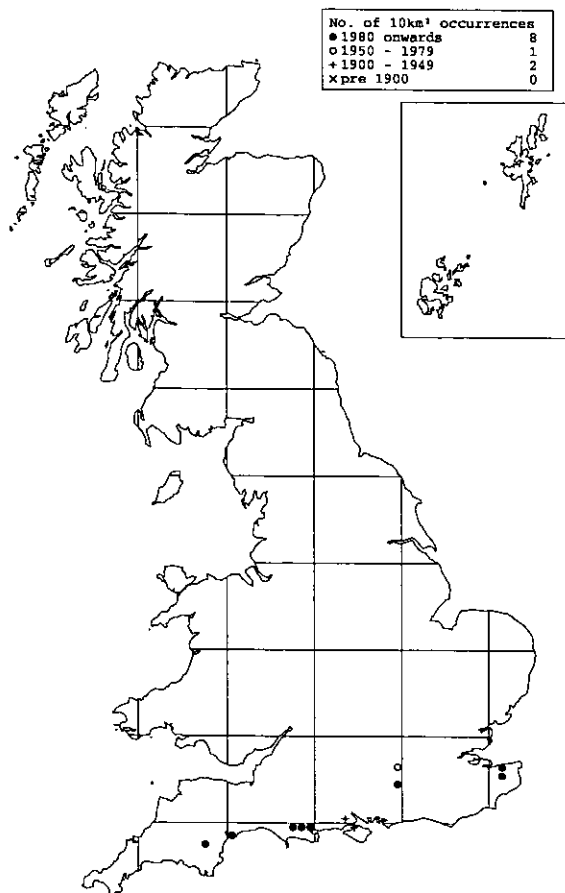 No. of 10km² occurrences
● 1980 onwards 8
○ 1950 - 1979 1
+ 1900 - 1949 2
× pre 1900 0